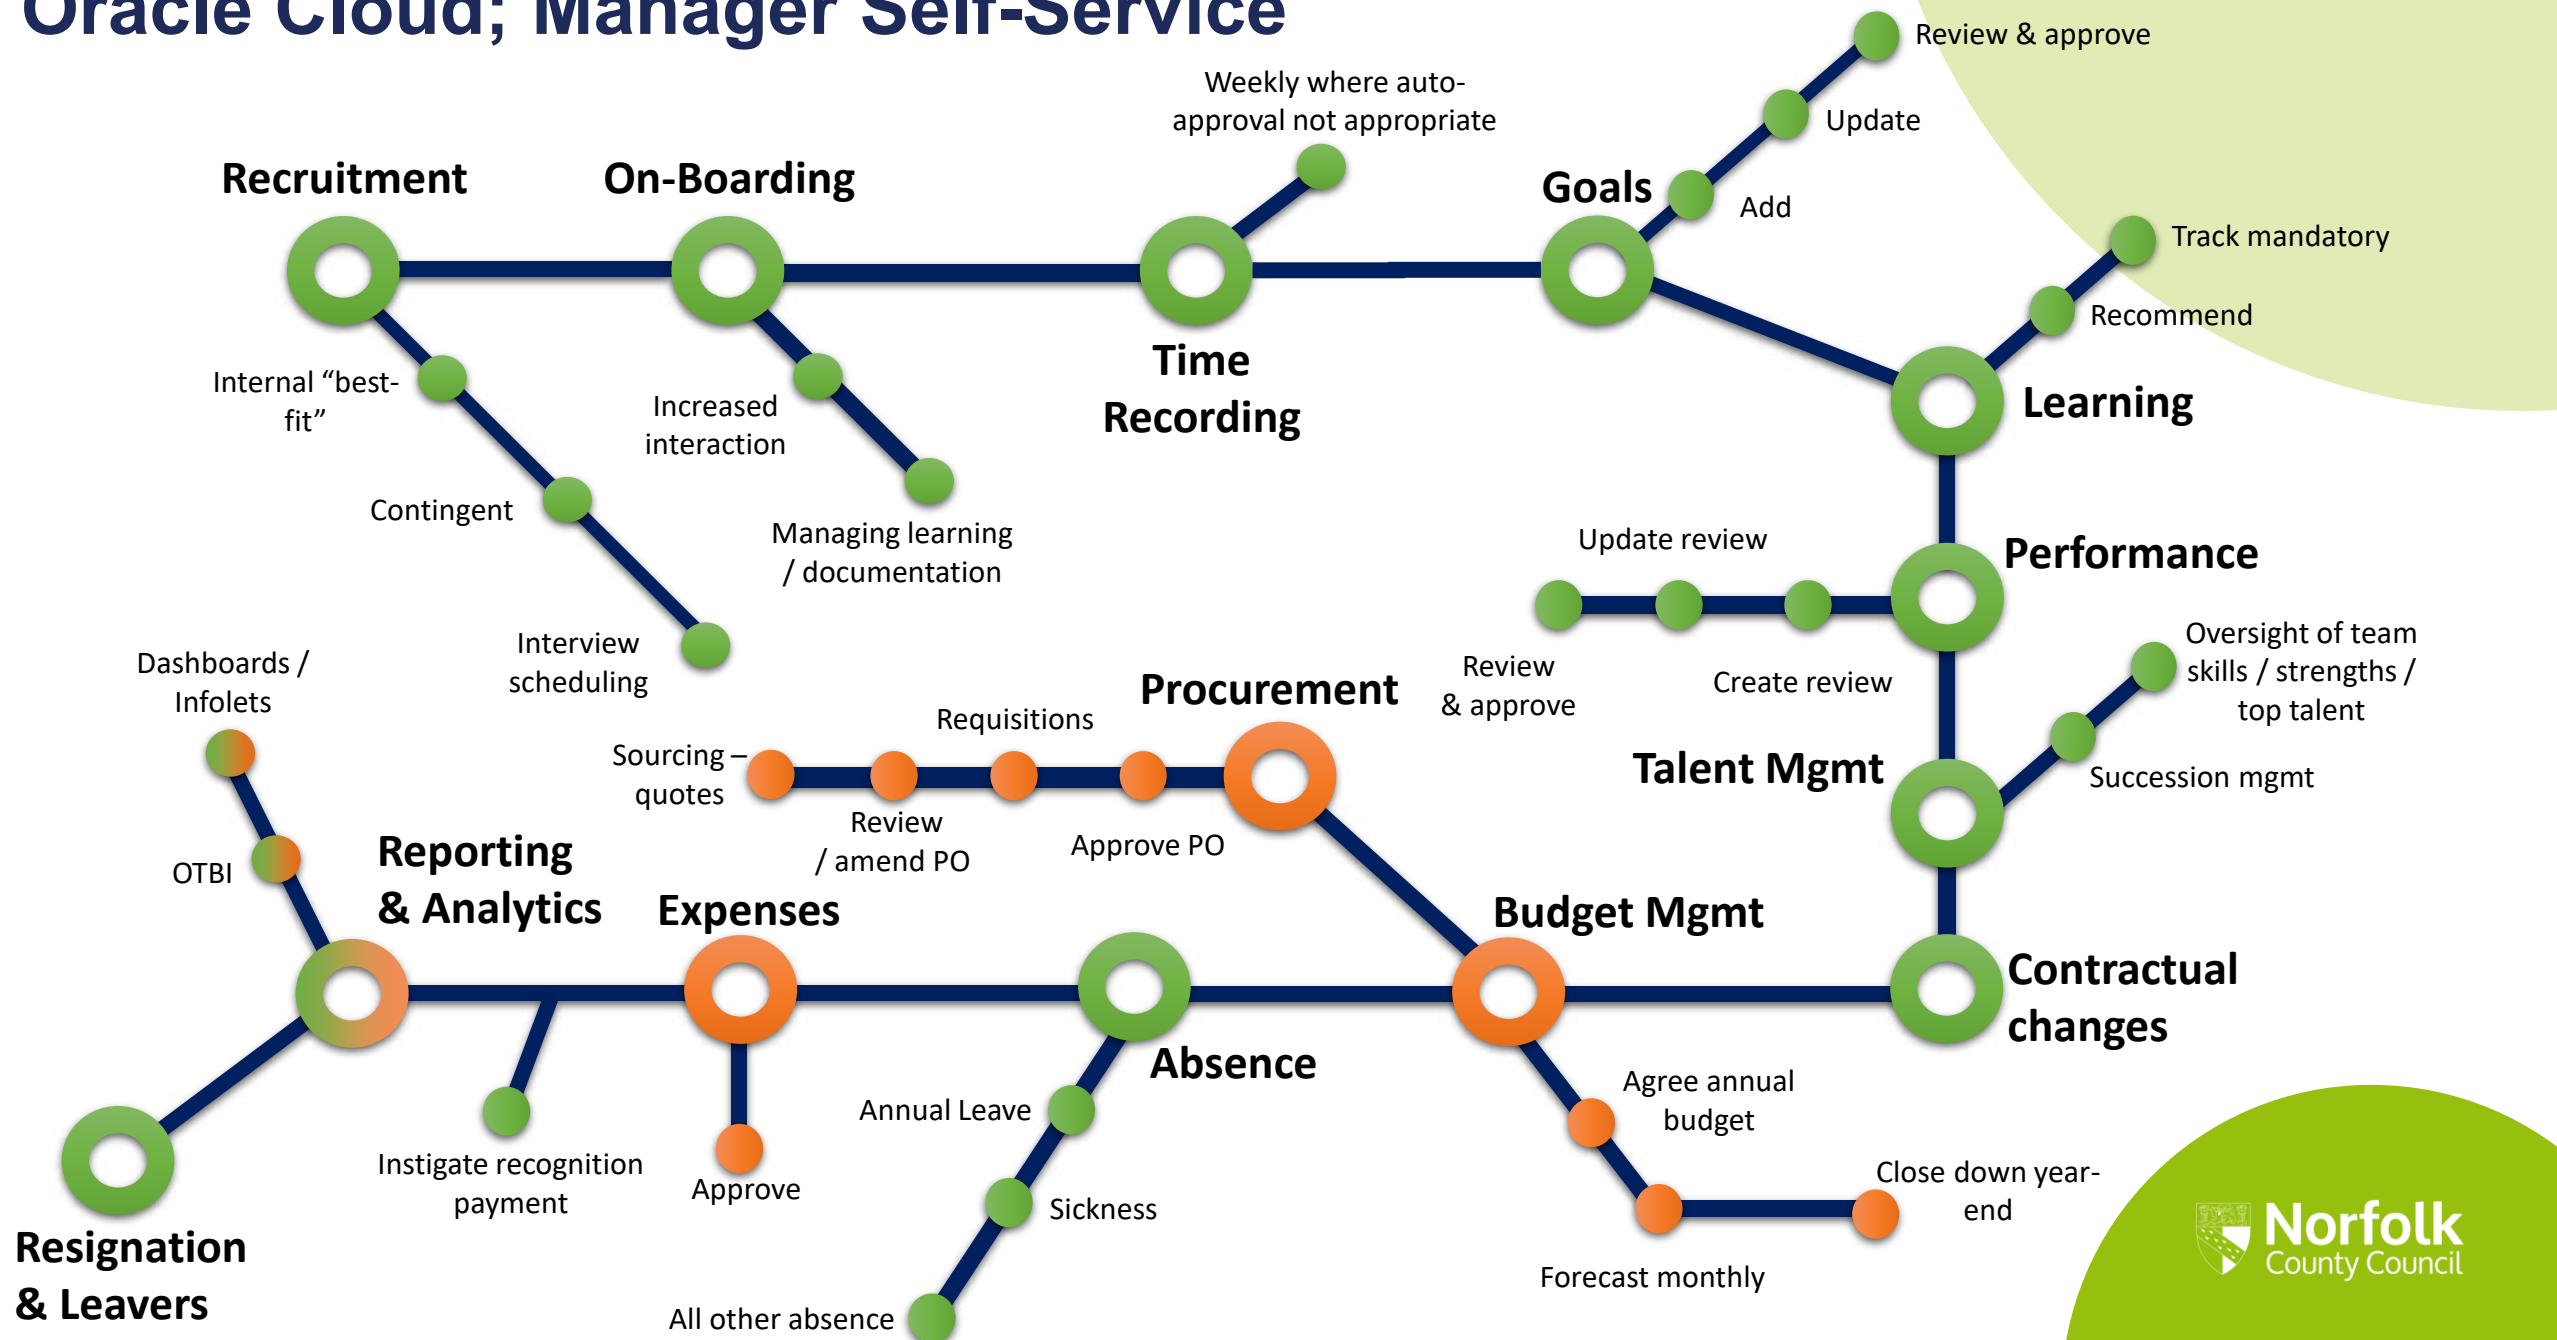 Oracle Cloud; Manager Self-Service
Review & approve
Weekly where auto-
approval not appropriate
Update
Recruitment
On-Boarding
Goals
Add
Track mandatory
Recommend
Time
Recording
Internal “best-
fit”
Increased
interaction
Learning
Contingent
Managing learning
/ documentation
Update review
Performance
Interview
scheduling
Review
& approve
Create review
Oversight of team
skills / strengths /
top talent
Dashboards /
Infolets
Procurement
Requisitions
Sourcing –
quotes
Talent Mgmt
Succession mgmt
Review
/ amend PO
Approve PO
OTBI
Reporting
& Analytics
Expenses
Budget Mgmt
Contractual
changes
Absence
Annual Leave
Agree annual
budget
Instigate recognition
payment
Approve
Sickness
Close down year-
end
Resignation
& Leavers
Forecast monthly
All other absence
Norfolk
County Council